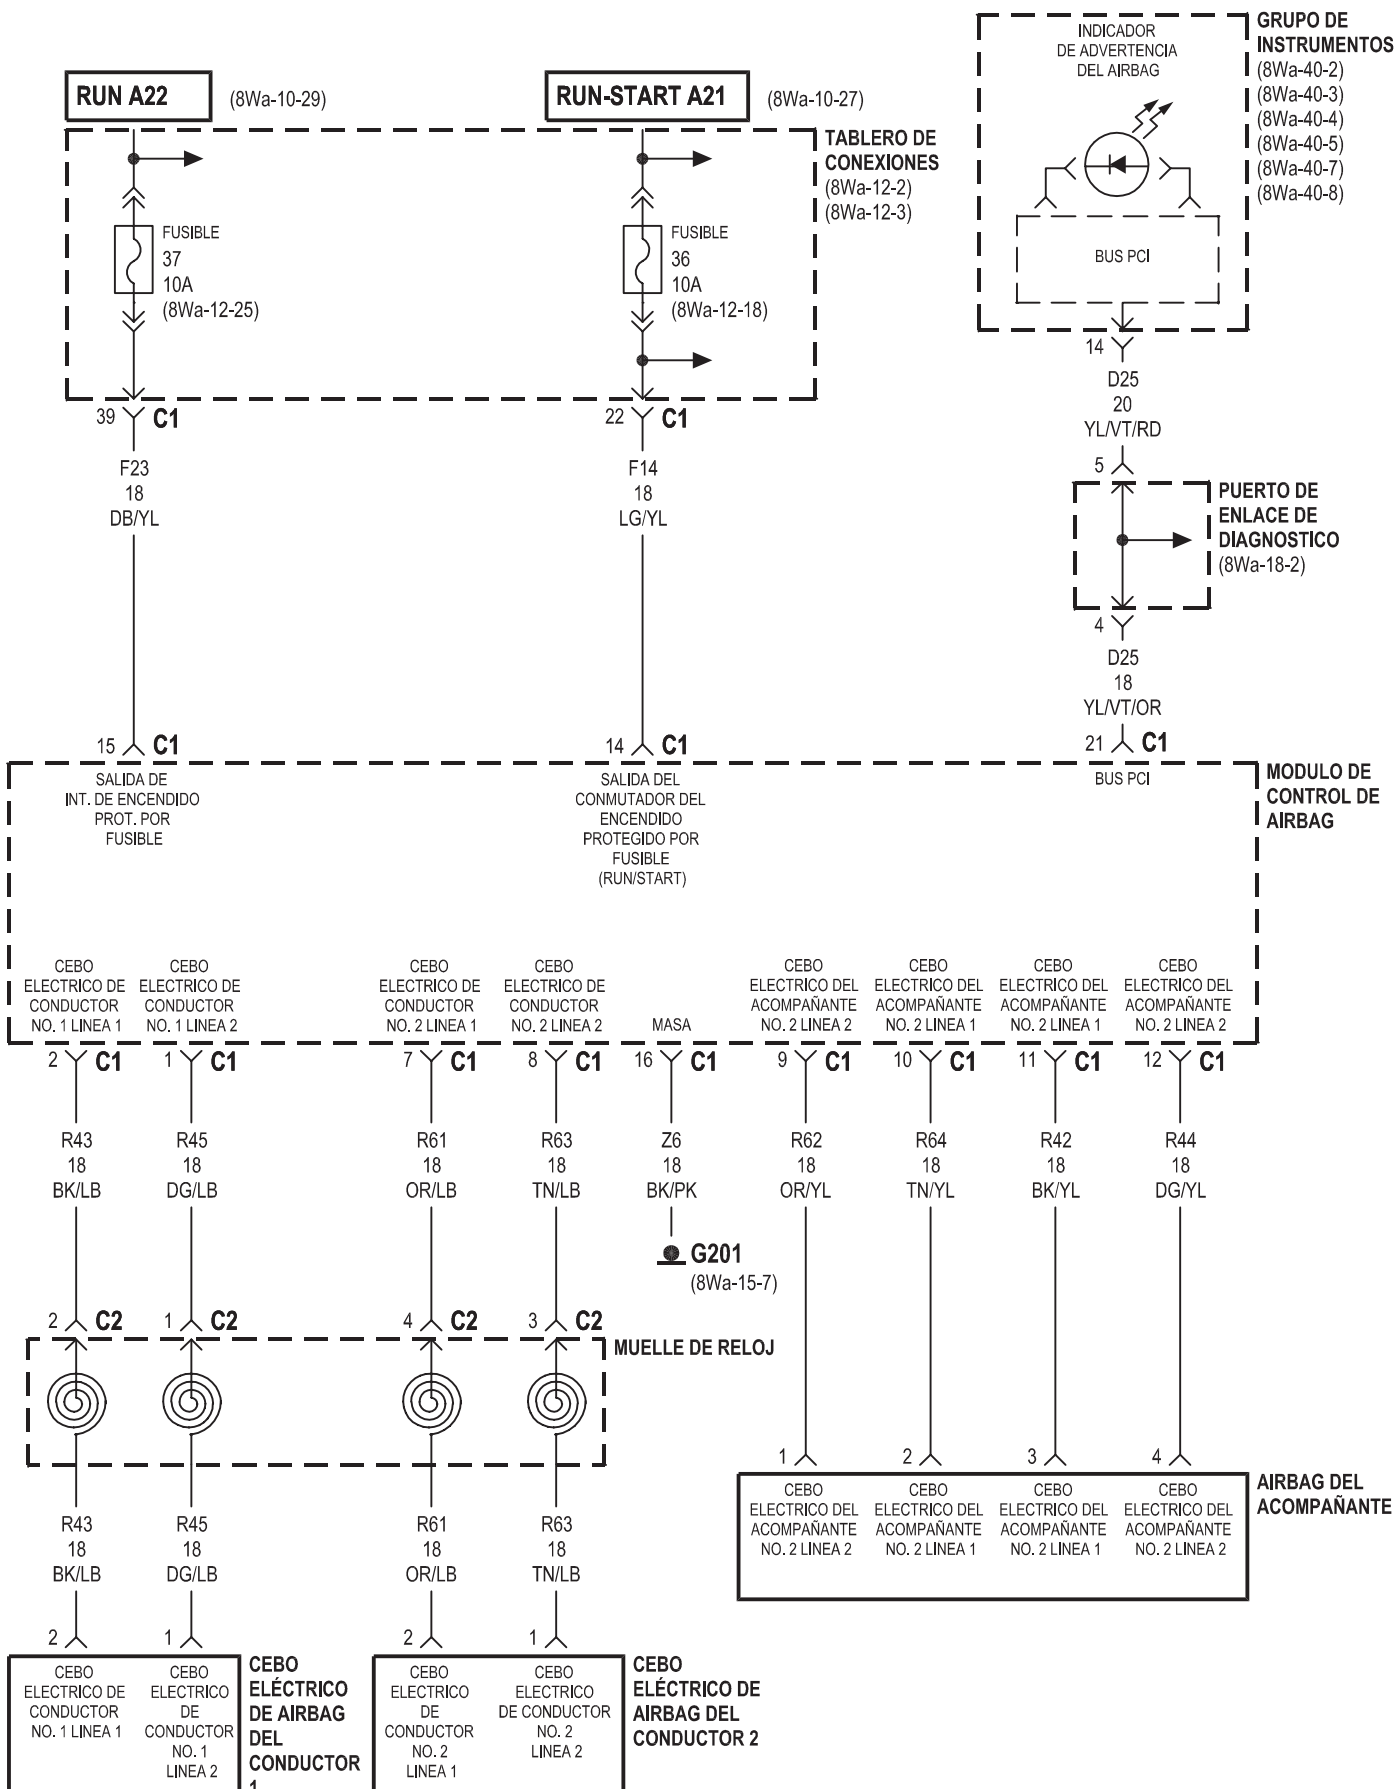 RUN A22
(8Wa-10-29)
RUN-START A21
(8Wa-10-27)
INDICADOR
DE ADVERTENCIA
DEL AIRBAG
GRUPO DE
INSTRUMENTOS
(8Wa-40-2)
(8Wa-40-3)
(8Wa-40-4)
(8Wa-40-5)
(8Wa-40-7)
(8Wa-40-8)
TABLERO DE
CONEXIONES
(8Wa-12-2)
(8Wa-12-3)
FUSIBLE
37
10A
(8Wa-12-25)
FUSIBLE
36
10A
(8Wa-12-18)
BUS PCI
39 C1
22 C1
14
F23
18
DB/YL
F14
18
LG/YL
D25
20
YL/VT/RD
5
PUERTO DE
ENLACE DE
DIAGNOSTICO
(8Wa-18-2)
4
D25
18
YL/VT/OR
15 C1
14 C1
21 C1
SALIDA DE
INT. DE ENCENDIDO
PROT. POR
FUSIBLE
SALIDA DEL
CONMUTADOR DEL
ENCENDIDO
PROTEGIDO POR
FUSIBLE
(RUN/START)
BUS PCI
MODULO DE
CONTROL DE
AIRBAG
CEBO
ELECTRICO DE
CONDUCTOR
NO. 1 LINEA 1
CEBO
ELECTRICO DE
CONDUCTOR
NO. 1 LINEA 2
CEBO
ELECTRICO DE
CONDUCTOR
NO. 2 LINEA 1
CEBO
ELECTRICO DE
CONDUCTOR
NO. 2 LINEA 2
MASA
CEBO
ELECTRICO DEL
ACOMPAÑANTE
NO. 2 LINEA 2
CEBO
ELECTRICO DEL
ACOMPAÑANTE
NO. 2 LINEA 1
CEBO
ELECTRICO DEL
ACOMPAÑANTE
NO. 2 LINEA 1
CEBO
ELECTRICO DEL
ACOMPAÑANTE
NO. 2 LINEA 2
2 C1
1 C1
7 C1
8 C1
16 C1
9 C1
10 C1
11 C1
12 C1
R43
18
BK/LB
R45
18
DG/LB
R61
18
OR/LB
R63
18
TN/LB
Z6
18
BK/PK
R62
18
OR/YL
R64
18
TN/YL
R42
18
BK/YL
R44
18
DG/YL
G201
(8Wa-15-7)
2 C2
1 C2
4 C2
3 C2
MUELLE DE RELOJ
1
2
3
4
CEBO
ELECTRICO DEL
ACOMPAÑANTE
NO. 2 LINEA 2
CEBO
ELECTRICO DEL
ACOMPAÑANTE
NO. 2 LINEA 1
CEBO
ELECTRICO DEL
ACOMPAÑANTE
NO. 2 LINEA 1
CEBO
ELECTRICO DEL
ACOMPAÑANTE
NO. 2 LINEA 2
AIRBAG DEL
ACOMPAÑANTE
R43
18
BK/LB
R45
18
DG/LB
R61
18
OR/LB
R63
18
TN/LB
2
1
2
1
CEBO
ELECTRICO DE
CONDUCTOR
NO. 1 LINEA 1
CEBO
ELECTRICO
DE
CONDUCTOR
NO. 1
LINEA 2
CEBO
ELÉCTRICO
DE AIRBAG
DEL
CONDUCTOR
1
CEBO
ELECTRICO
DE
CONDUCTOR
NO. 2
LINEA 1
CEBO
ELECTRICO
DE CONDUCTOR
NO. 2
LINEA 2
CEBO
ELÉCTRICO DE
AIRBAG DEL
CONDUCTOR 2